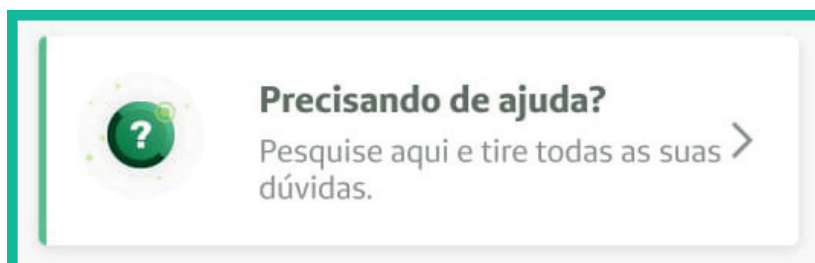 ?
Precisando de ajuda?
Pesquise aqui e tire todas as suas
dúvidas.